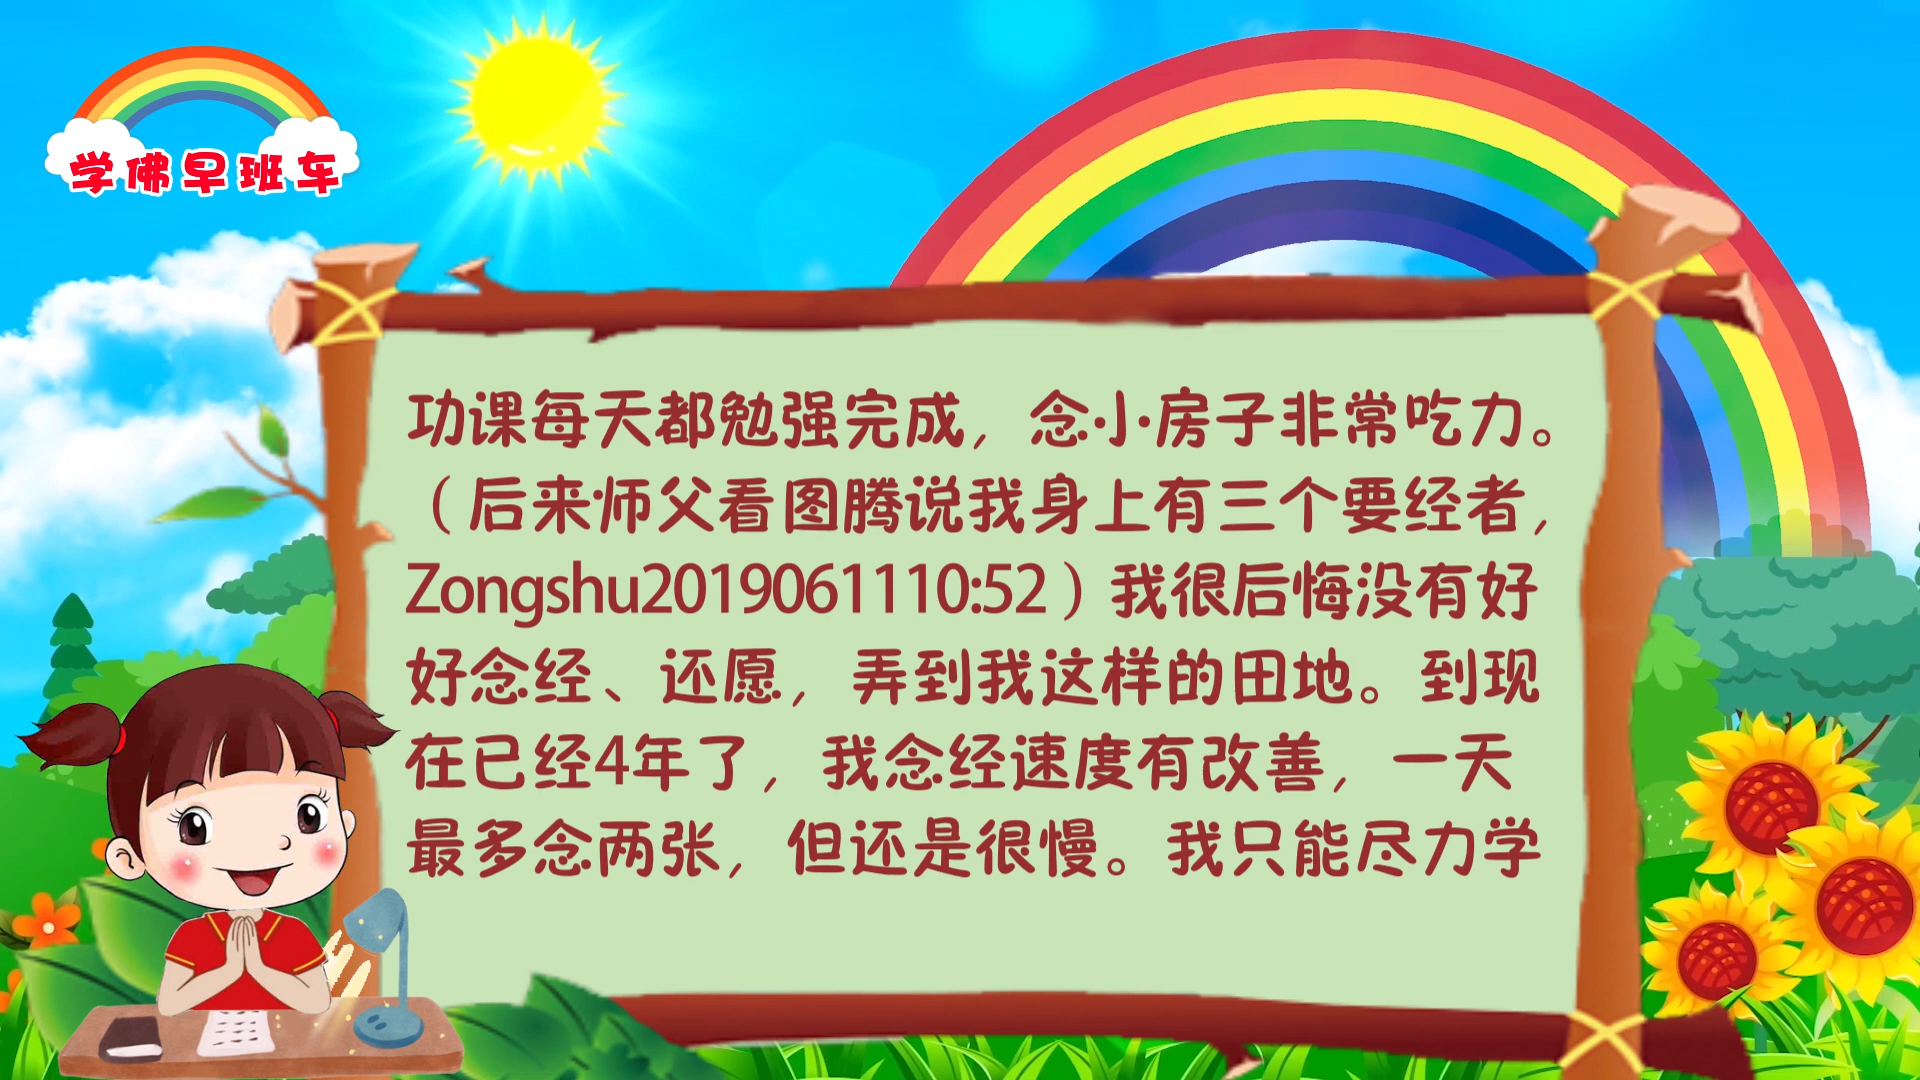 学佛早班车
功课每天都勉强完成，念小房子非常吃力。
（后来师父看图腾说我身上有三个要经者，
Zongshu2019061110:52）我很后悔没有好
好念经、还愿，弄到我这样的田地。到现
在已经4年了，我念经速度有改善，一天
最多念两张，但还是很慢。我只能尽力学